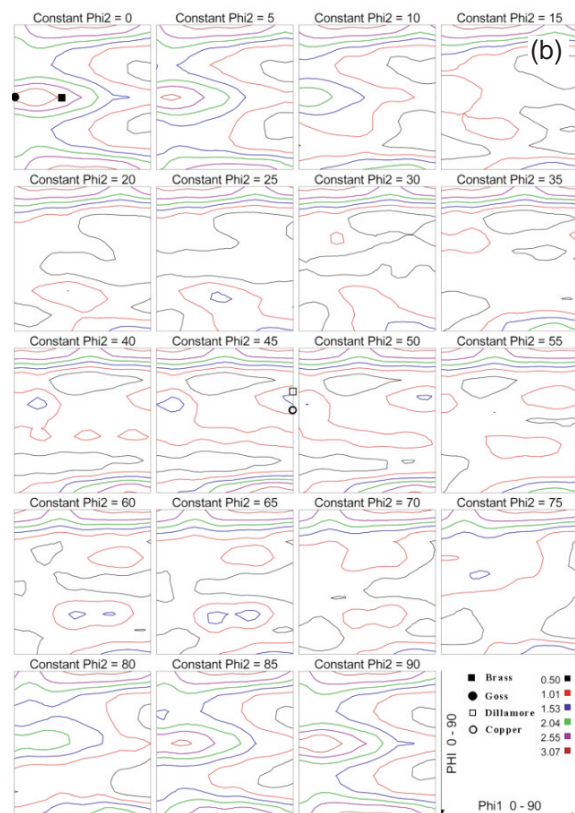 Constant Phi2 = 0 Constant Phi2 = 5 Constant Phi2 = 10 Constant Phi2 = 15
(b)
Constant Phi2 = 20 Constant Phi2 = 25 Constant Phi2 = 30 Constant Phi2 = 35
Constant Phi2 = 40 Constant Phi2 = 45 Constant Phi2 = 50 Constant Phi2 = 55
Constant Phi2 = 60 Constant Phi2 = 65 Constant Phi2 = 70 Constant Phi2 = 75
Constant Phi2 = 80 Constant Phi2 = 85 Constant Phi2 = 90
Brass
Goss
Dillamore
Copper
0.50
1.01
1.53
2.04
2.55
3.07
PHI 0 - 90
Phi1 0 - 90